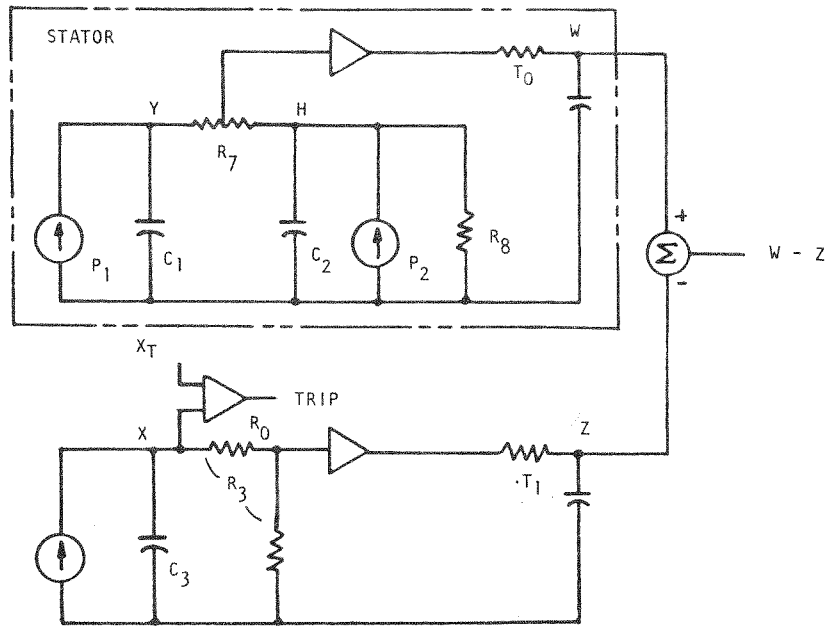 STATOR
W
T0
Y
H
R7
P1
C1
C2
P2
R8
+
Σ
W - Z
-
XT
TRIP
X
R0
Z
R3
T1
C3